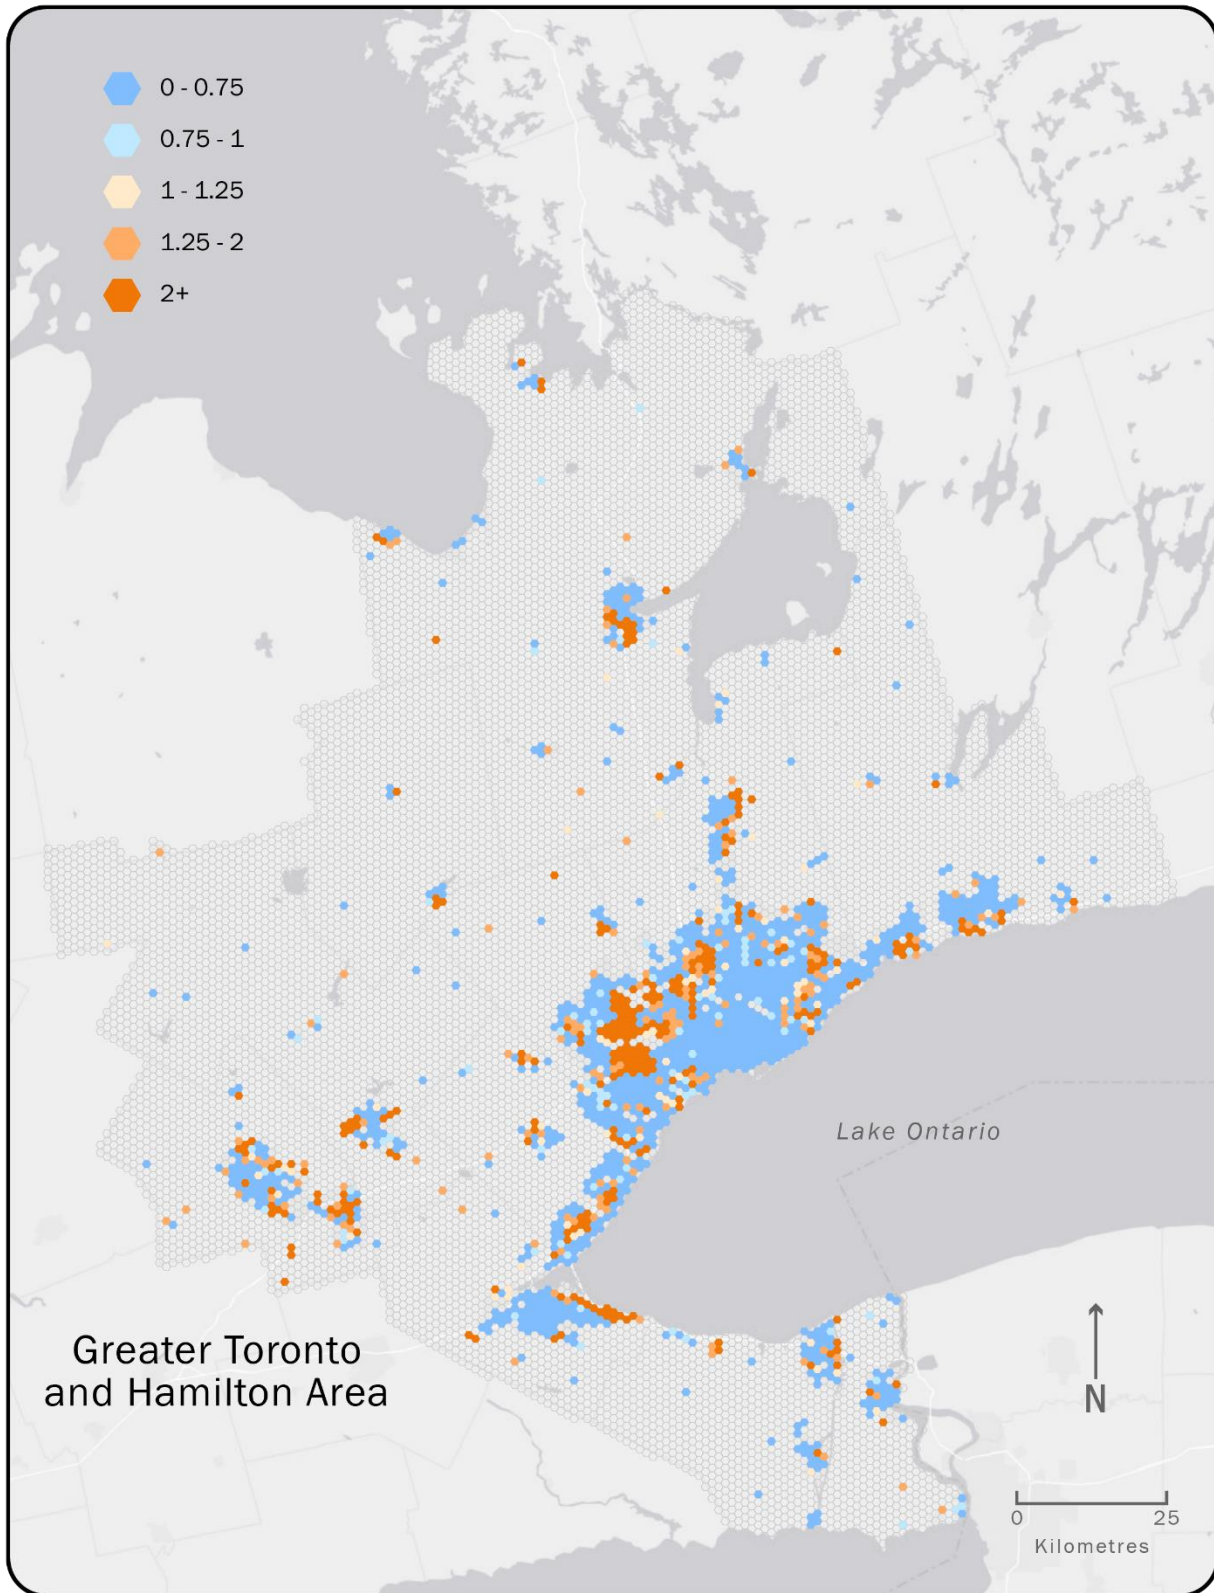 0 - 0.75
0.75 - 1
1 - 1.25
1.25 - 2
2+
Lake Ontario
Greater Toronto
and Hamilton Area
N
0 25
Kilometres